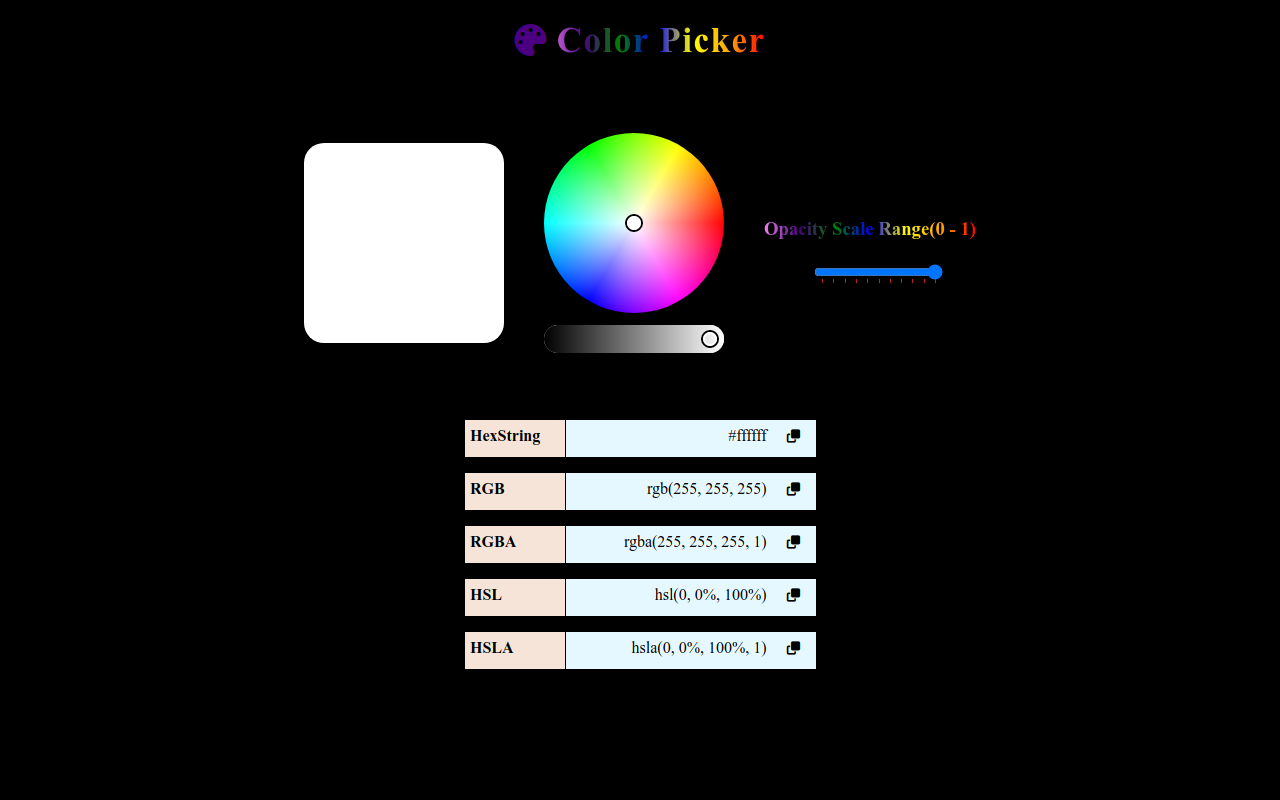 Color Picker
Opacity Scale Range(0 - 1)
HexString #ffffff
RGB rgb(255, 255, 255)
RGBA rgba(255, 255, 255, 1)
HSL hsl(0, 0%, 100%)
HSLA hsla(0, 0%, 100%, 1)